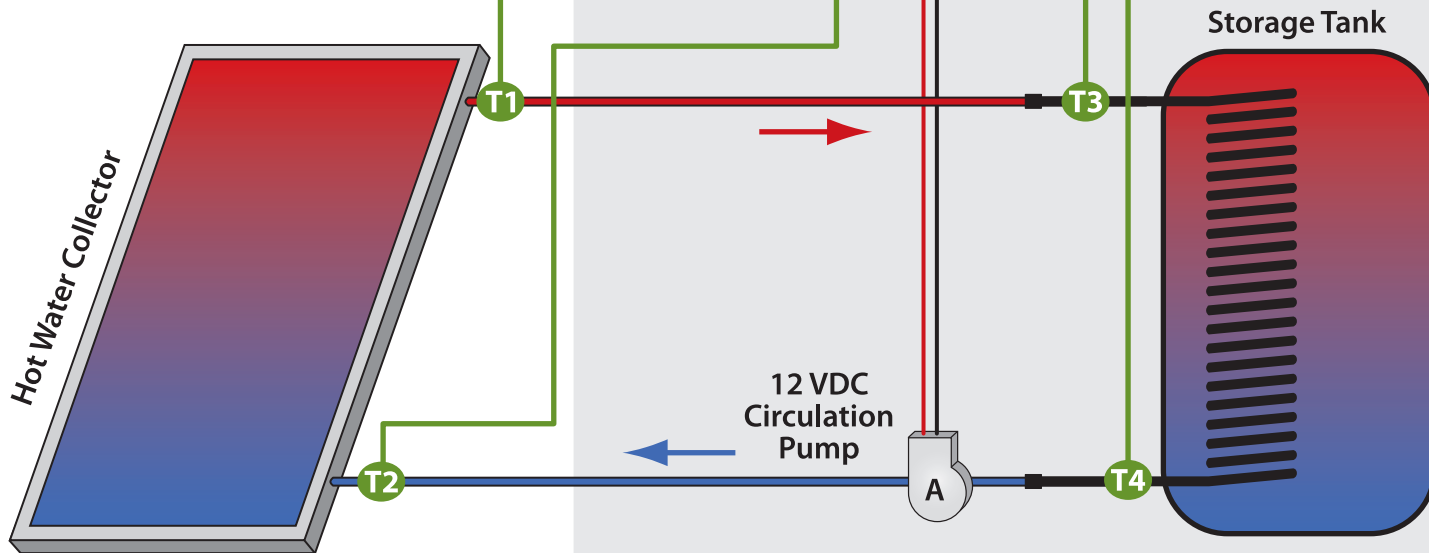 Storage Tank
T1
T3
Hot Water Collector
12 VDC
Circulation
Pump
T2
A
T4